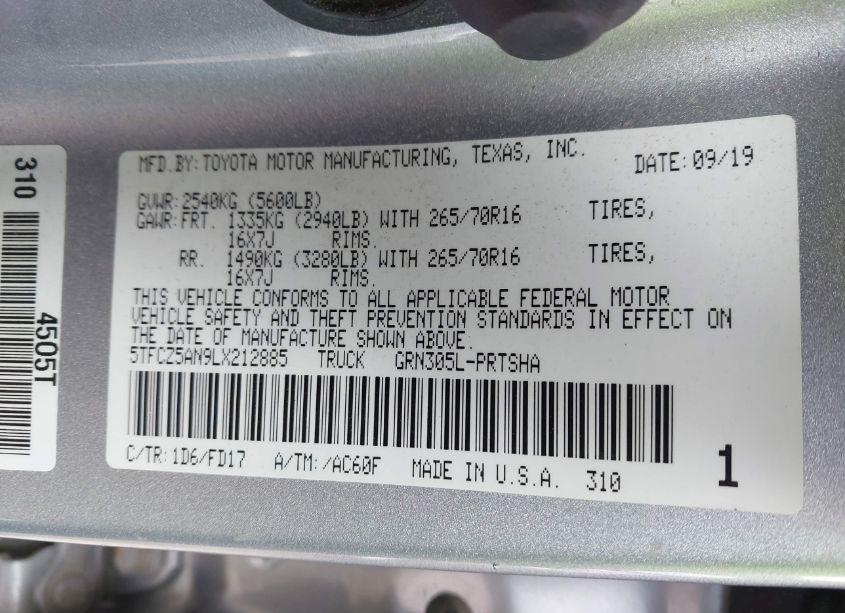 310
4505T
MFD.BY:TOYOTA MOTOR MANUFACTURING, TEXAS, INC. DATE:09/19
GVWR:2540KG (5600LB)
GAWR:FRT. 1335KG (2940LB) WITH 265/70R16 TIRES,
16X7J RIMS.
RR. 1490KG (3280LB) WITH 265/70R16 TIRES,
16X7J RIMS.
THIS VEHICLE CONFORMS TO ALL APPLICABLE FEDERAL MOTOR
VEHICLE SAFETY AND THEFT PREVENTION STANDARDS IN EFFECT ON
THE DATE OF MANUFACTURE SHOWN ABOVE.
5TFCZ5AN9LX212885 TRUCK GRN305L-PRTSHA
C/TR:1D6/FD17 A/TM:/AC60F MADE IN U.S.A. 310 1